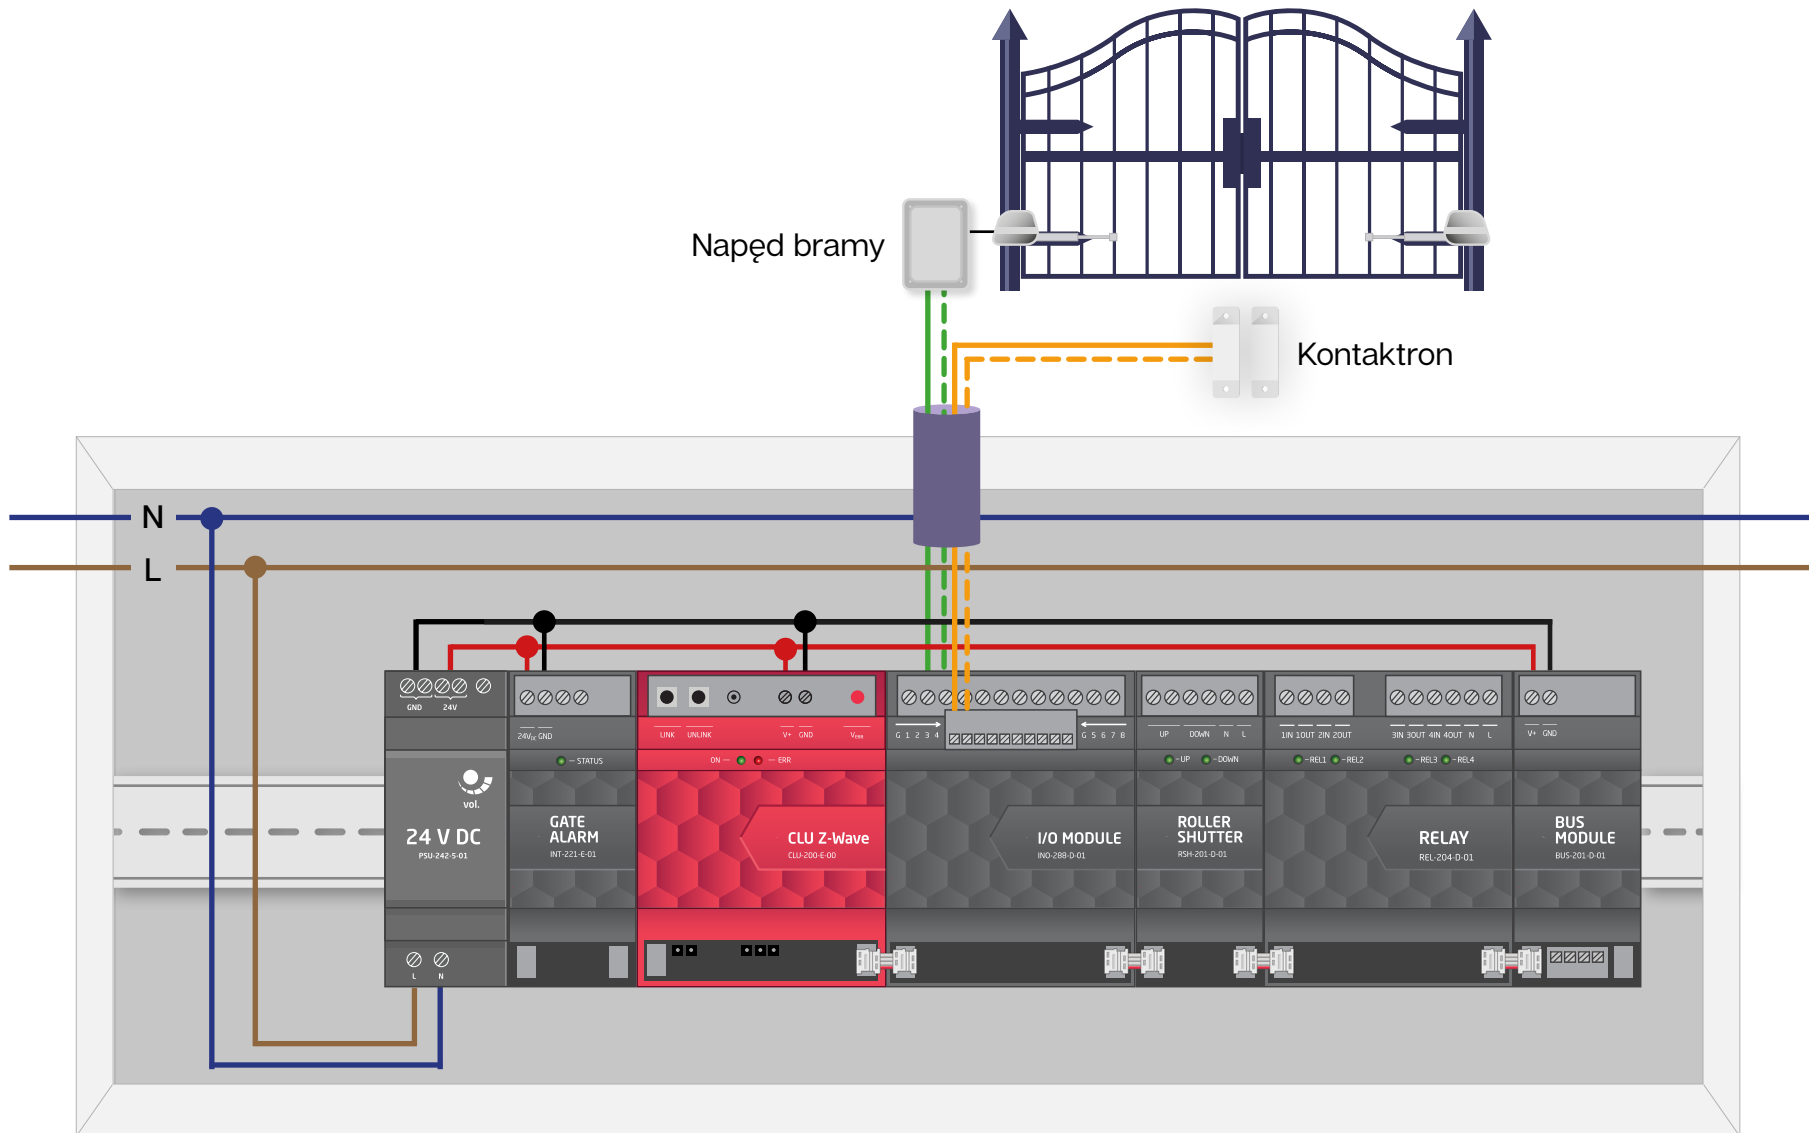 Napęd bramy
Kontaktron
N
L
GND 24V
24VDC GND
LINK UNLINK V+ GND VERR
G 1 2 3 4
G 5 6 7 8
UP DOWN N L
1IN 1OUT 2IN 2OUT
3IN 3OUT 4IN 4OUT N L
V+ GND
STATUS
ON ERR
UP DOWN
REL1 REL2
REL3 REL4
vol.
24 V DC
PSU-242-S-01
GATE
ALARM
INT-221-E-01
CLU Z-Wave
CLU-200-E-00
I/O MODULE
INO-288-D-01
ROLLER
SHUTTER
RSH-201-D-01
RELAY
REL-204-D-01
BUS
MODULE
BUS-201-D-01
L N